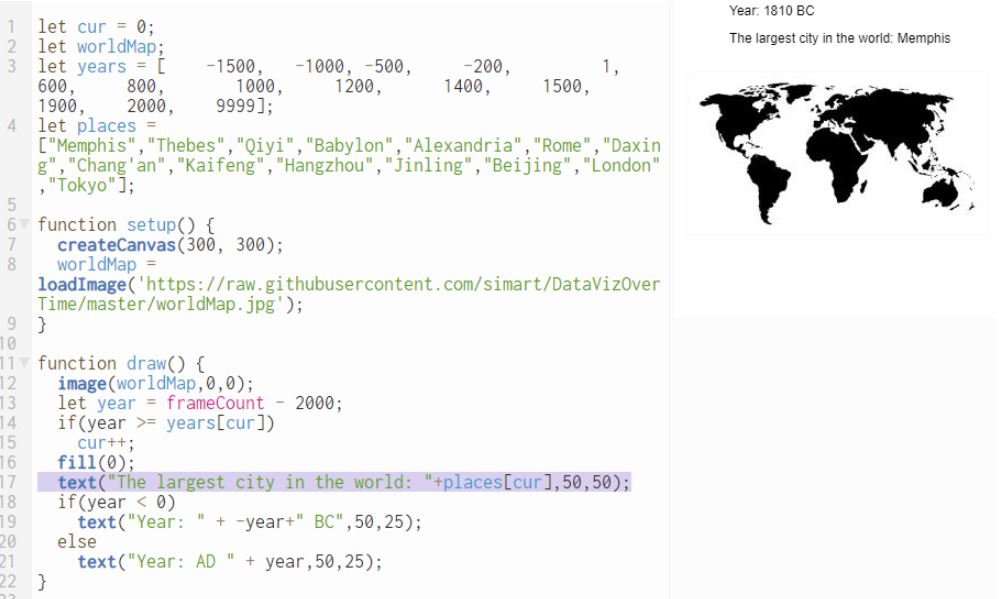 1 let cur = 0;
2 let worldMap;
3 let years = [ -1500, -1000, -500, -200, 1,
600, 800, 1000, 1200, 1400, 1500,
1900, 2000, 9999];
4 let places =
["Memphis","Thebes","Qiyi","Babylon","Alexandria","Rome","Daxin
g","Chang'an","Kaifeng","Hangzhou","Jinling","Beijing","London"
,"Tokyo"];
5
6 function setup() {
7 createCanvas(300, 300);
8 worldMap =
loadImage('https://raw.githubusercontent.com/simart/DataVizOver
Time/master/worldMap.jpg');
9 }
10
11 function draw() {
12 image(worldMap,0,0);
13 let year = frameCount - 2000;
14 if(year >= years[cur])
15 cur++;
16 fill(0);
17 text("The largest city in the world: "+places[cur],50,50);
18 if(year < 0)
19 text("Year: " + -year+" BC",50,25);
20 else
21 text("Year: AD " + year,50,25);
22 }
Year: 1810 BC
The largest city in the world: Memphis